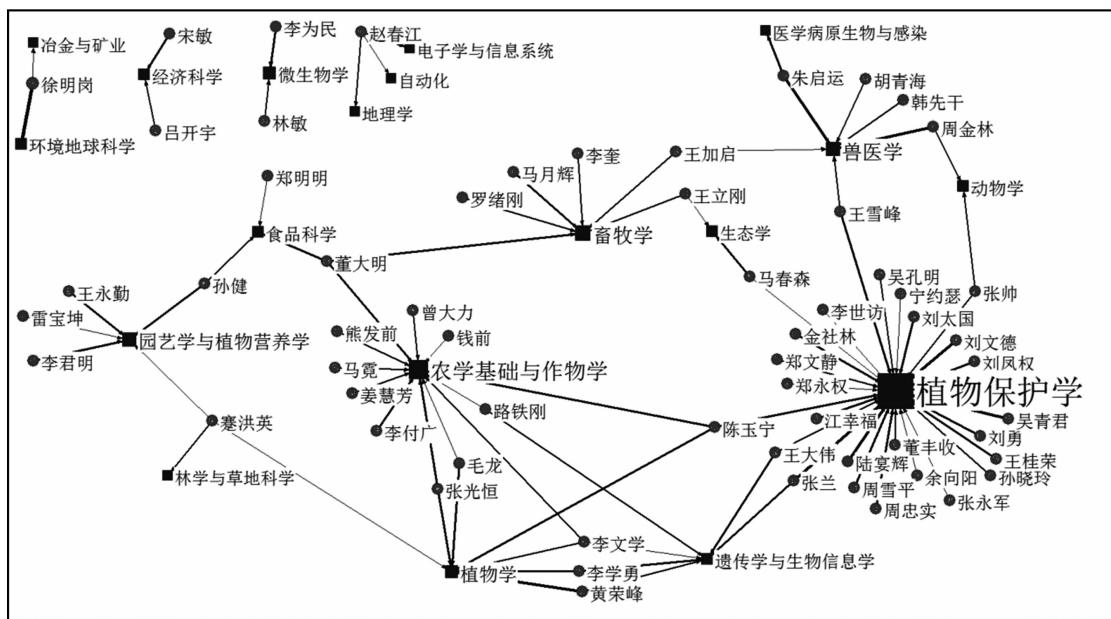 冶金与矿业
宋敏
李为民
赵春江
医学病原生物与感染
电子学与信息系统
徐明岗
经济科学
微生物学
自动化
朱启运
胡青海
韩先干
地理学
环境地球科学
吕开宇
林敏
周金林
兽医学
李奎
王加启
郑明明
马月辉
动物学
罗绪刚
王立刚
王雪峰
食品科学
畜牧学
生态学
董大明
马春森
吴孔明
孙健
王永勤
宁约瑟
张帅
雷宝坤
曾大力
李世访
刘太国
熊发前
钱前
金社林
园艺学与植物营养学
刘文德
李君明
马霓
农学基础与作物学
郑文静
刘凤权
姜慧芳
郑永权
植物保护学
路铁刚
蹇洪英
李付广
陈玉宁
江幸福
吴青君
董丰收
刘勇
毛龙
王大伟
陆宴辉
王桂荣
林学与草地科学
张光恒
张兰
余向阳
孙晓玲
周雪平
张永军
周忠实
李文学
植物学
遗传学与生物信息学
李学勇
黄荣峰